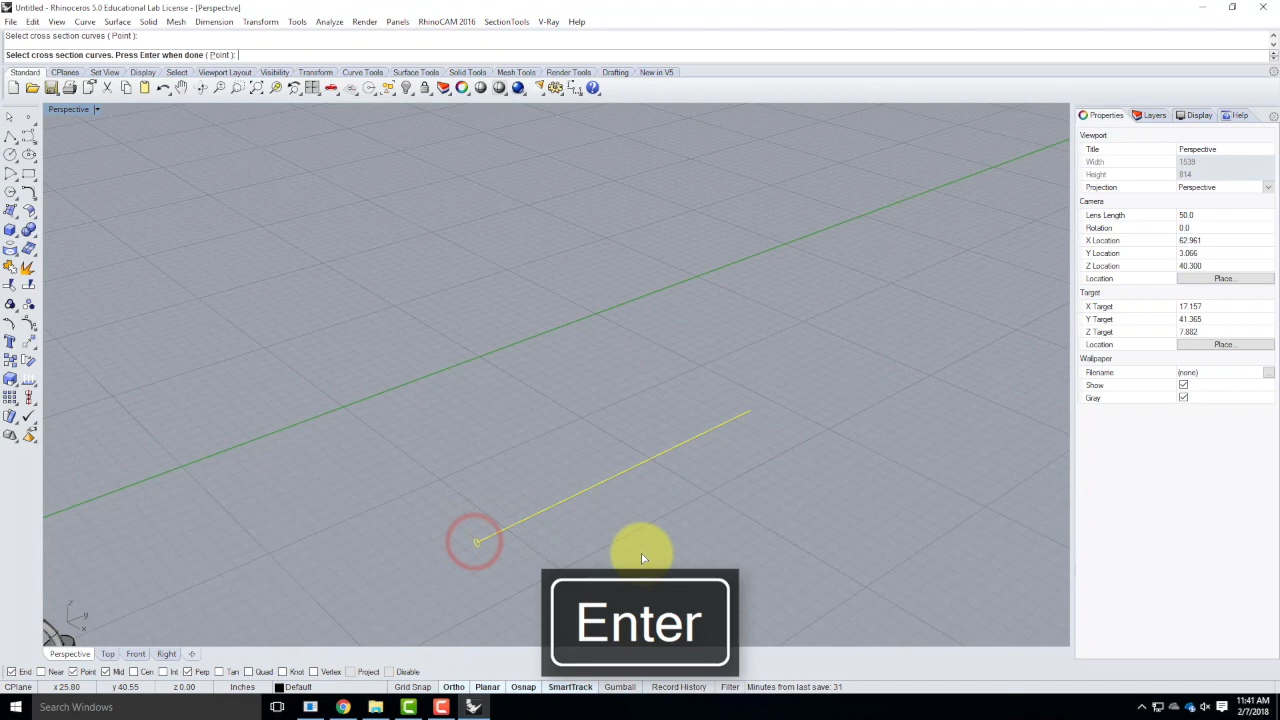 Untitled - Rhinoceros 5.0 Educational Lab License - [Perspective]
File Edit View Curve Surface Solid Mesh Dimension Transform Tools Analyze Render Panels RhinoCAM 2016 SectionTools V-Ray Help
Select cross section curves ( Point ):
Select cross section curves. Press Enter when done ( Point ):
Standard CPlanes Set View Display Select Viewport Layout Visibility Transform Curve Tools Surface Tools Solid Tools Mesh Tools Render Tools Drafting New in V5
Perspective
Properties Layers Display Help
Viewport
Title Perspective
Width 1539
Height 814
Projection Perspective
Camera
Lens Length 50.0
Rotation 0.0
X Location 62.961
Y Location 3.066
Z Location 40.300
Location Place...
Target
X Target 17.157
Y Target 41.365
Z Target 7.882
Location Place...
Wallpaper
Filename (none)
Show
Gray
z
y
x
Enter
Perspective Top Front Right
End Near Point Mid Cen Int Perp Tan Quad Knot Vertex Project Disable
CPlane x 25.80 y 40.55 z 0.00 Inches Default Grid Snap Ortho Planar Osnap SmartTrack Gumball Record History Filter Minutes from last save: 31
Search Windows
11:41 AM
2/7/2018